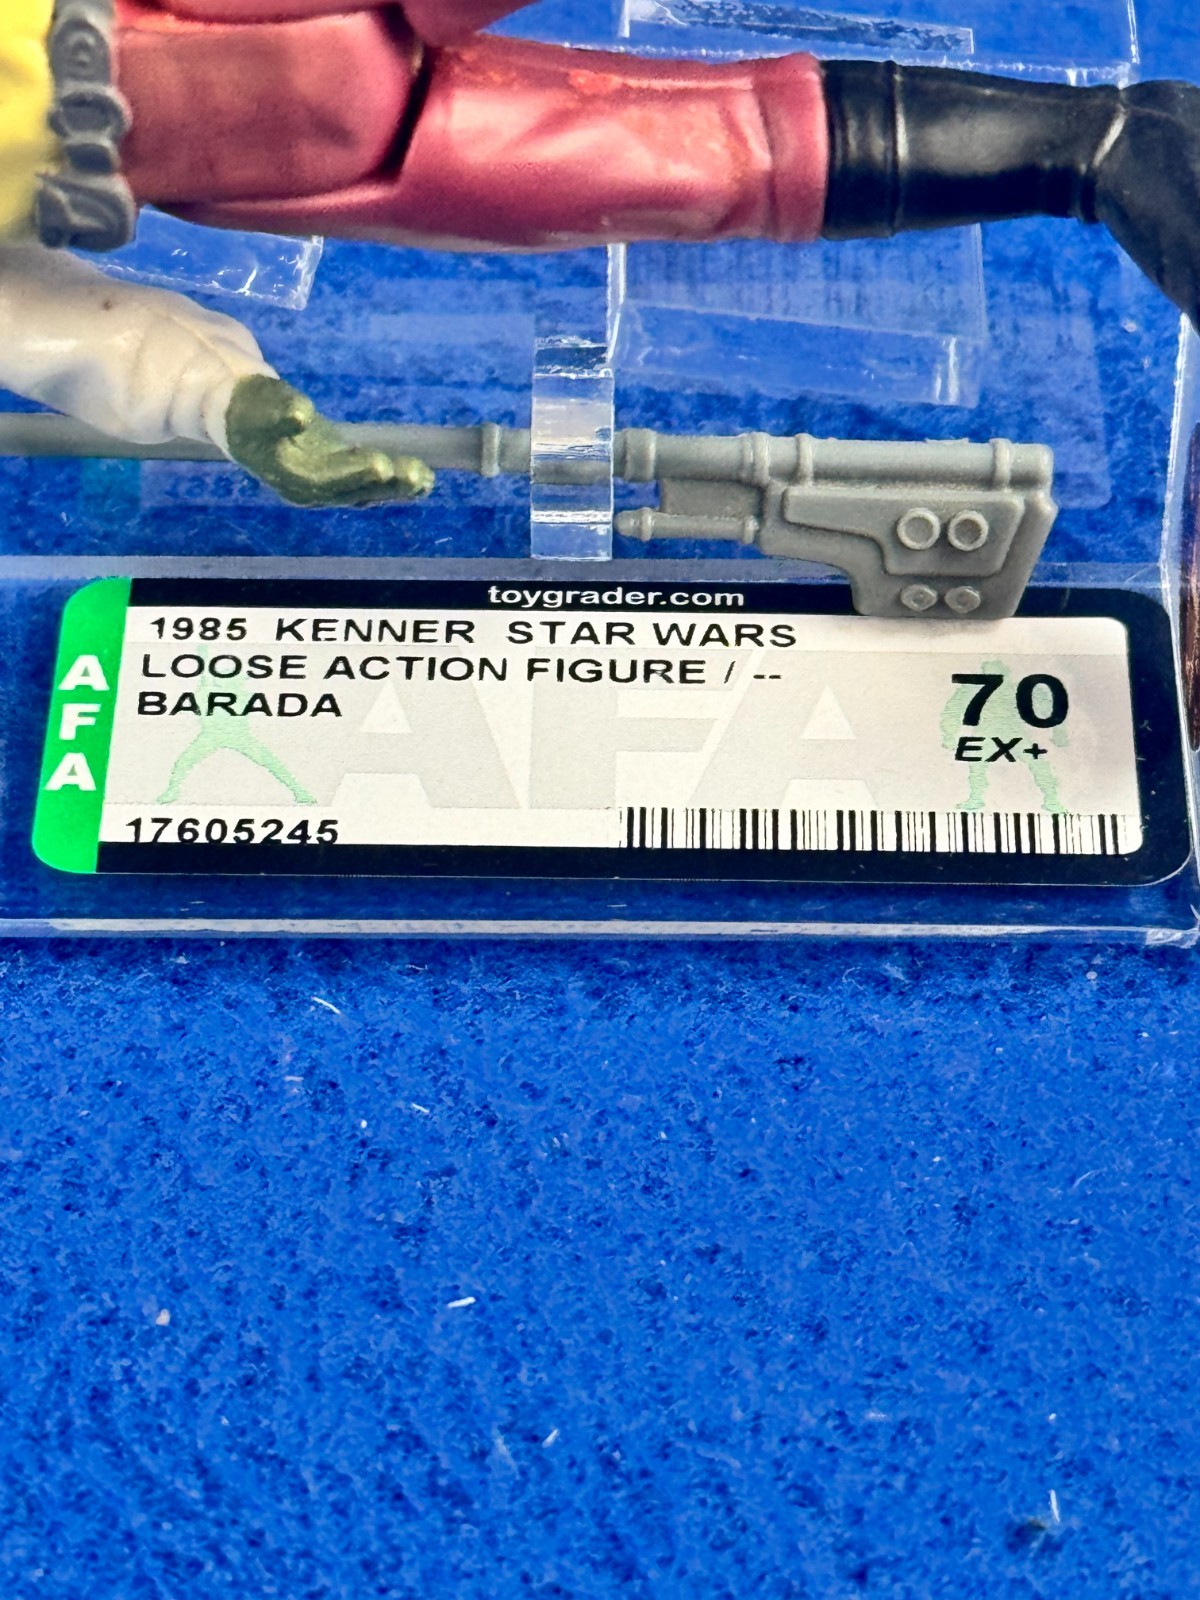 toygrader.com
AFA
1985 KENNER STAR WARS
LOOSE ACTION FIGURE / --
BARADA
70
EX+
17605245
AFA